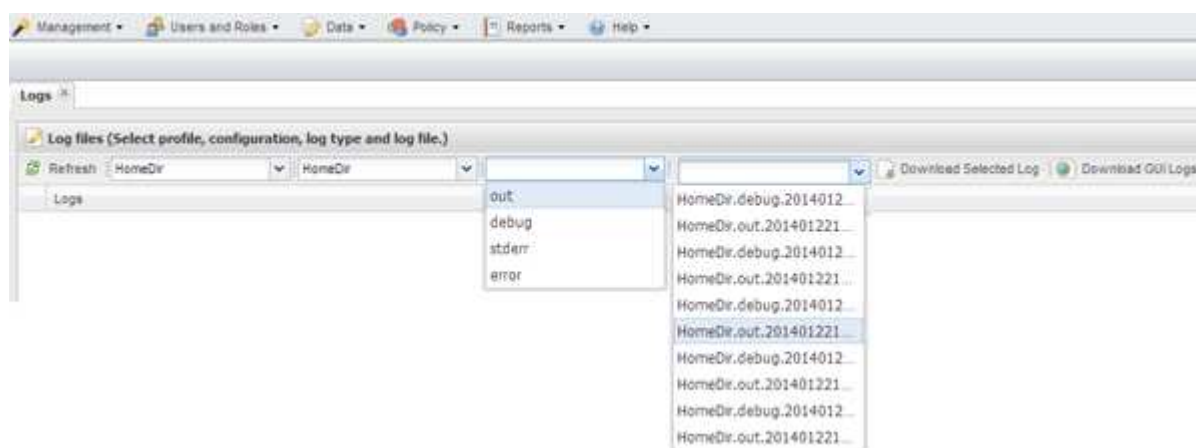 Management Users and Roles Data Policy Reports Help
Logs
Log files (Select profile, configuration, log type and log file.)
Refresh HomeDir HomeDir Download Selected Log Download GUI Logs
Logs
out
debug
stderr
error
HomeDir.debug.2014012...
HomeDir.out.201401221...
HomeDir.debug.2014012...
HomeDir.out.201401221...
HomeDir.debug.2014012...
HomeDir.out.201401221...
HomeDir.debug.2014012...
HomeDir.out.201401221...
HomeDir.debug.2014012...
HomeDir.out.201401221...